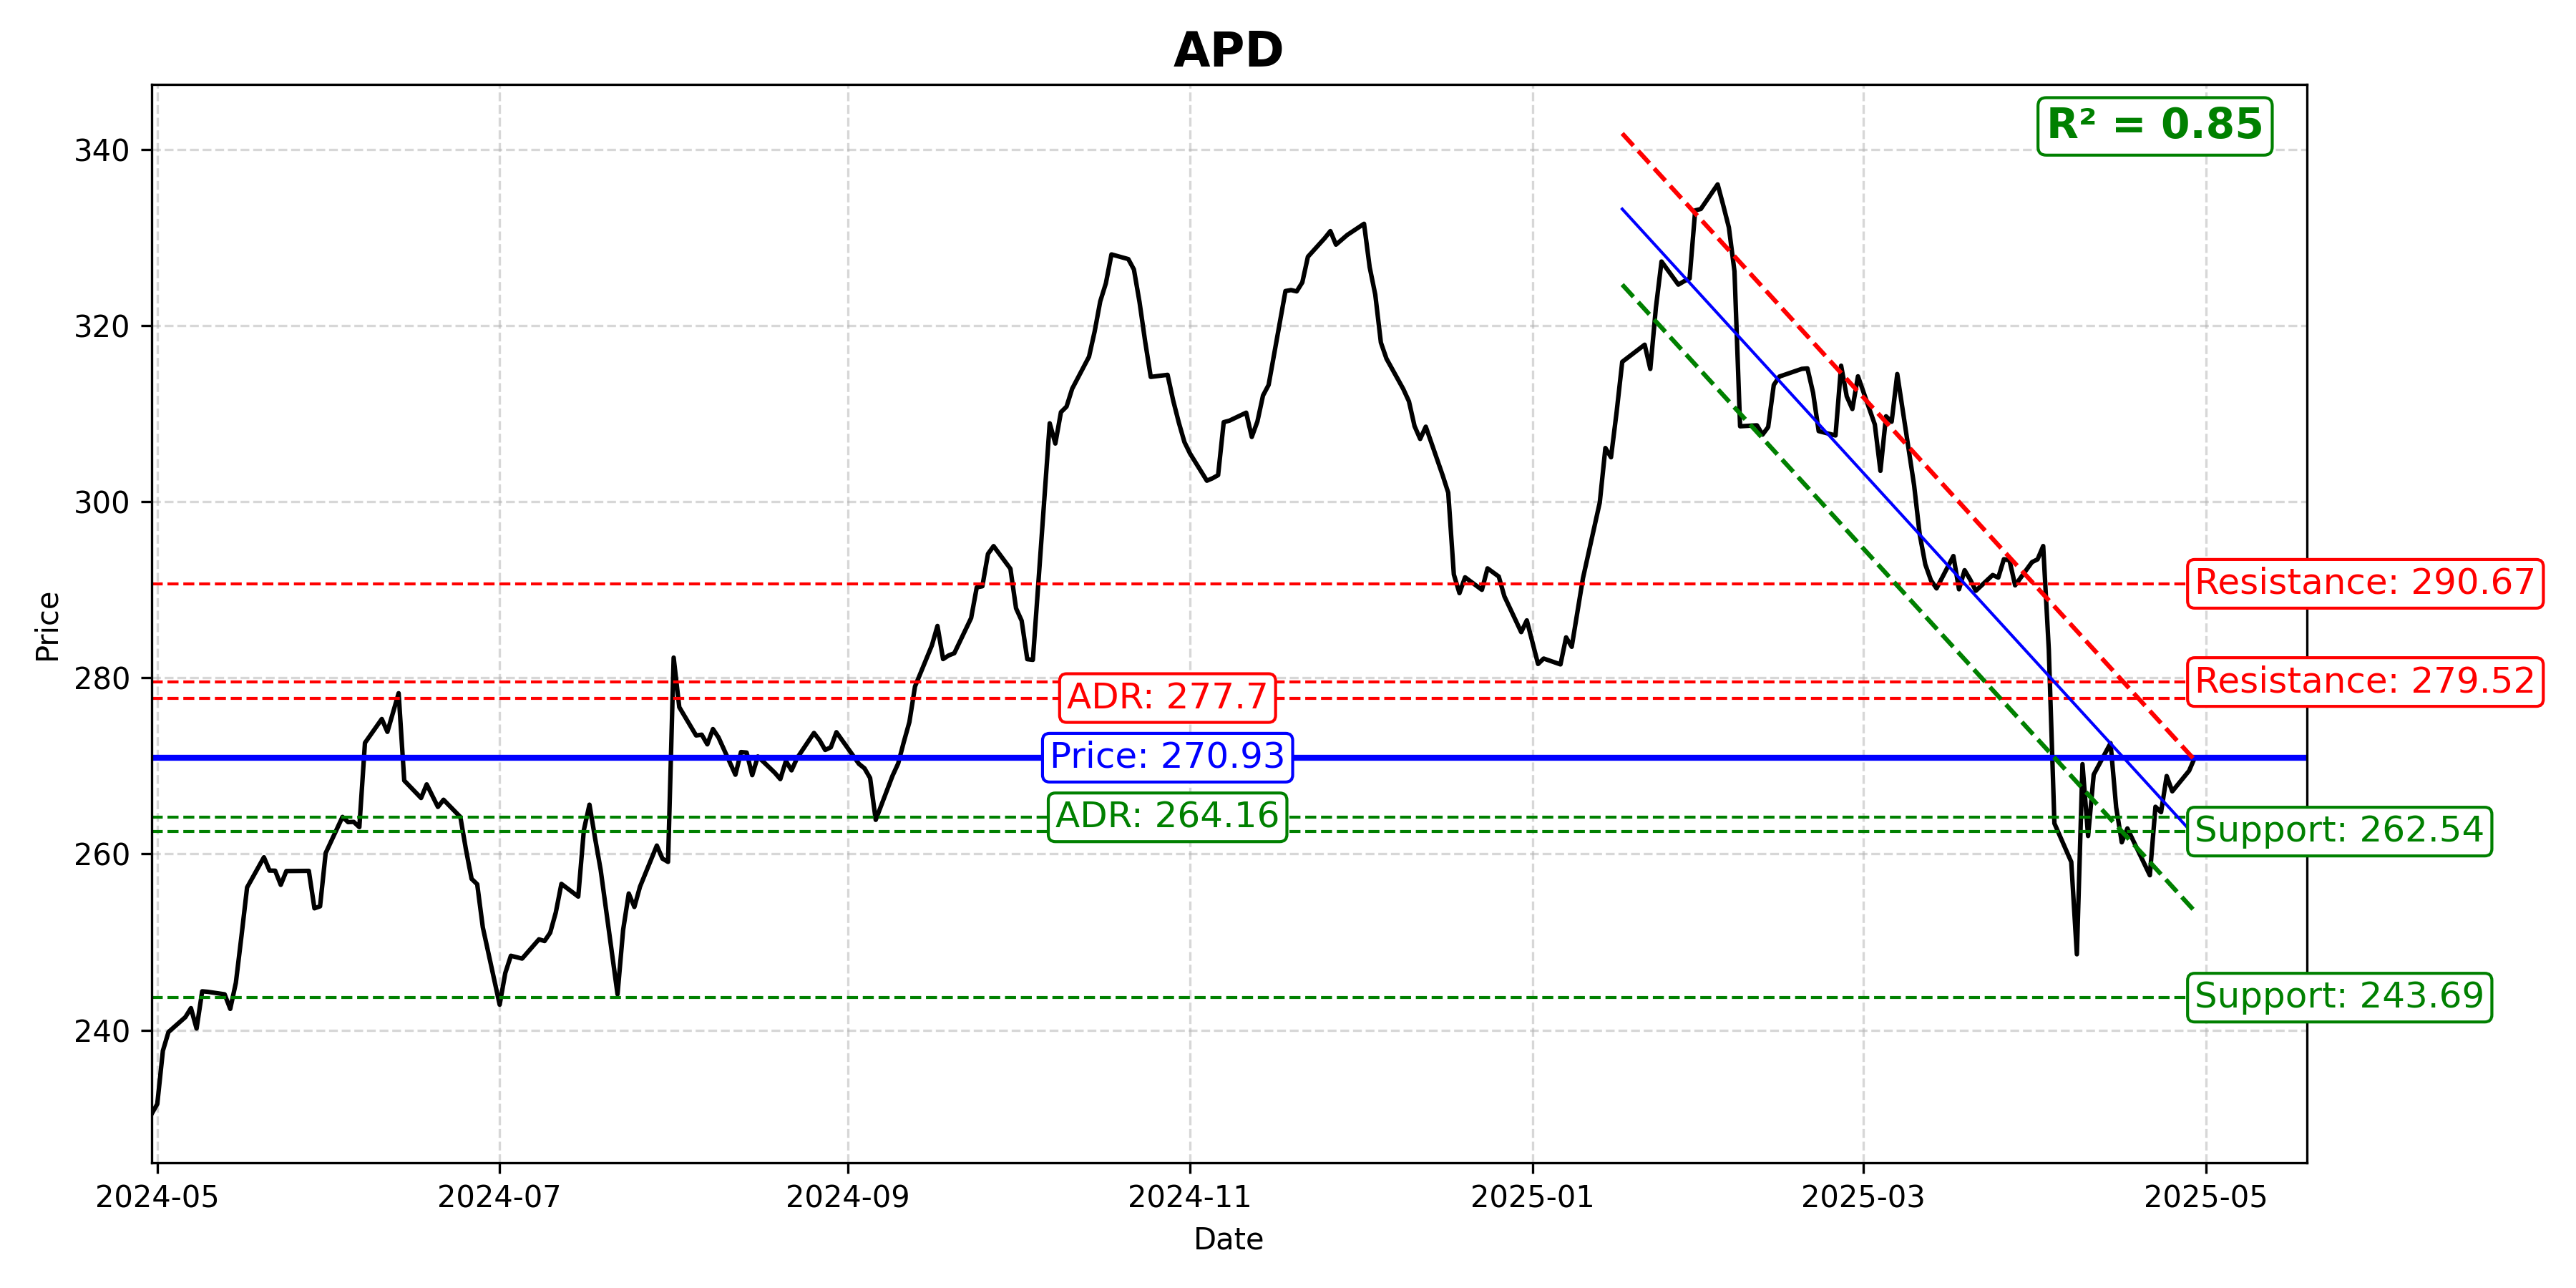 APD
R² = 0.85
340
320
300
280
260
240
Price
Resistance: 290.67
Resistance: 279.52
ADR: 277.7
Price: 270.93
ADR: 264.16
Support: 262.54
Support: 243.69
2024-05
2024-07
2024-09
2024-11
2025-01
2025-03
2025-05
Date